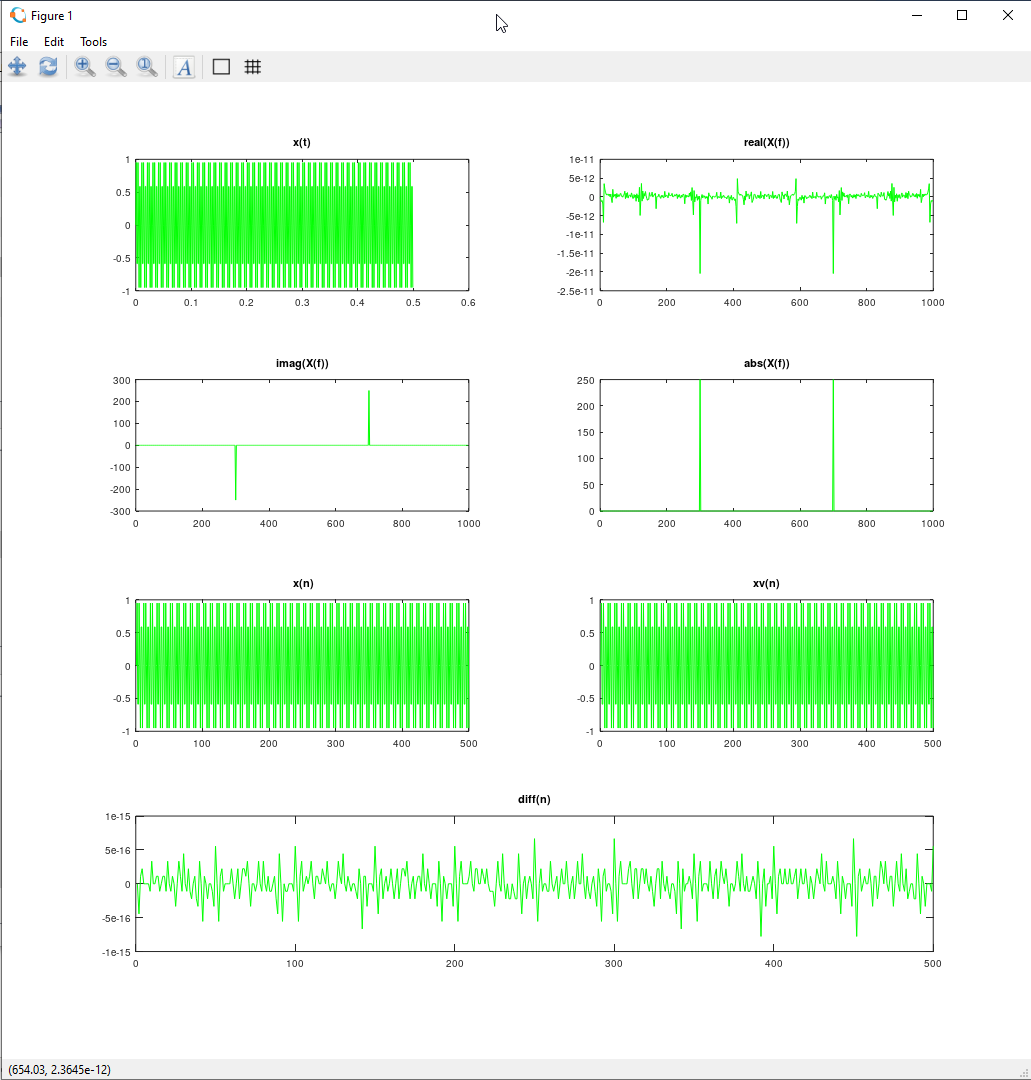 Figure 1
File Edit Tools
A
x(t)
1
0.5
0
-0.5
-1
0 0.1 0.2 0.3 0.4 0.5 0.6
real(X(f))
1e-11
5e-12
0
-5e-12
-1e-11
-1.5e-11
-2e-11
-2.5e-11
0 200 400 600 800 1000
imag(X(f))
300
200
100
0
-100
-200
-300
0 200 400 600 800 1000
abs(X(f))
250
200
150
100
50
0
0 200 400 600 800 1000
x(n)
1
0.5
0
-0.5
-1
0 100 200 300 400 500
xv(n)
1
0.5
0
-0.5
-1
0 100 200 300 400 500
diff(n)
1e-15
5e-16
0
-5e-16
-1e-15
0 100 200 300 400 500
(654.03, 2.3645e-12)